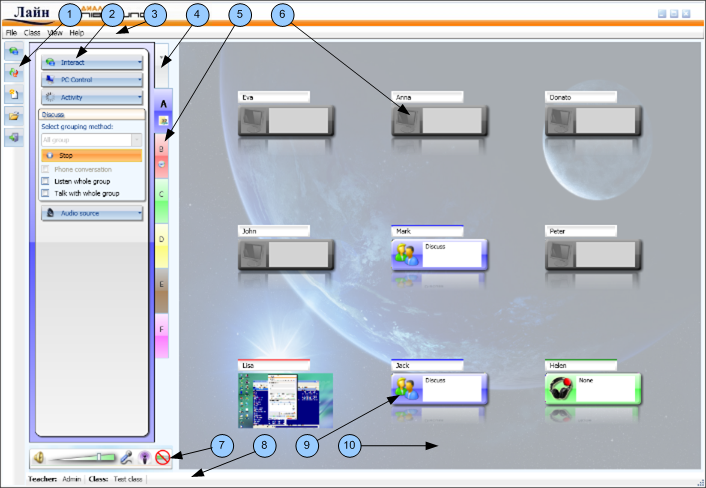 1 2 3 4 5 6
Лайн ДИАЛОГ
File Class View Help
Interact
PC Control
Activity
Discuss
Select grouping method:
All group
Stop
Phone conversation
Listen whole group
Talk with whole group
Audio source
A
B
C
D
E
F
Eva Anna Donato
John Mark Peter
Discuss
Lisa Jack Helen
Discuss None
7 8 9 10
Teacher: Admin Class: Test class